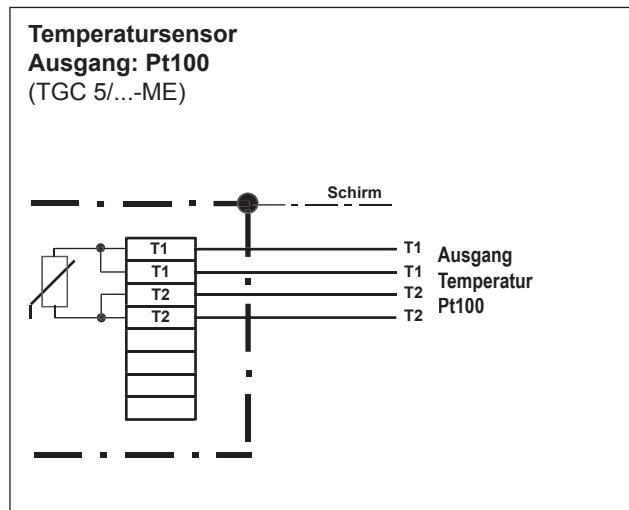 Temperatursensor
Ausgang: Pt100
(TGC 5/...-ME)
Schirm
T1 T1
T1 T1
T2 T2
T2 T2
Ausgang
Temperatur
Pt100